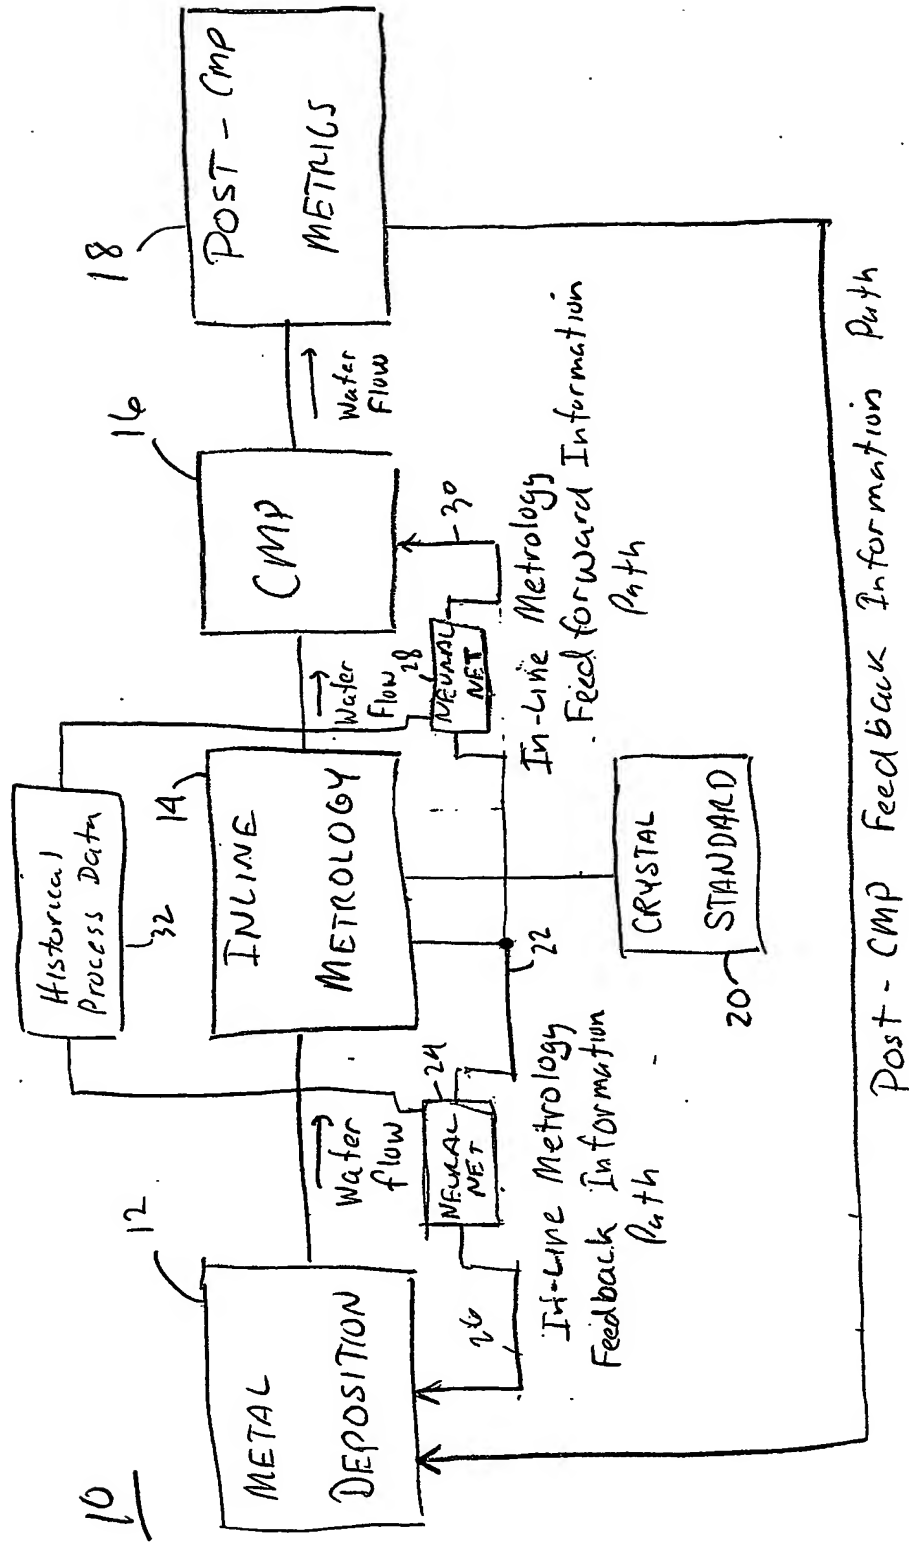 10
12
METAL
DEPOSITION
Water
flow
Historical
Process Data
32
14
INLINE
METROLOGY
Water
Flow
16
CMP
Water
Flow
18
POST-CMP
METRICS
24
NEURAL
NET
26
In-Line Metrology
Feedback Information
Path
22
28
NEURAL
NET
30
In-Line Metrology
Feedforward Information
Path
CRYSTAL
STANDARD
20
Post-CMP Feedback Information Path